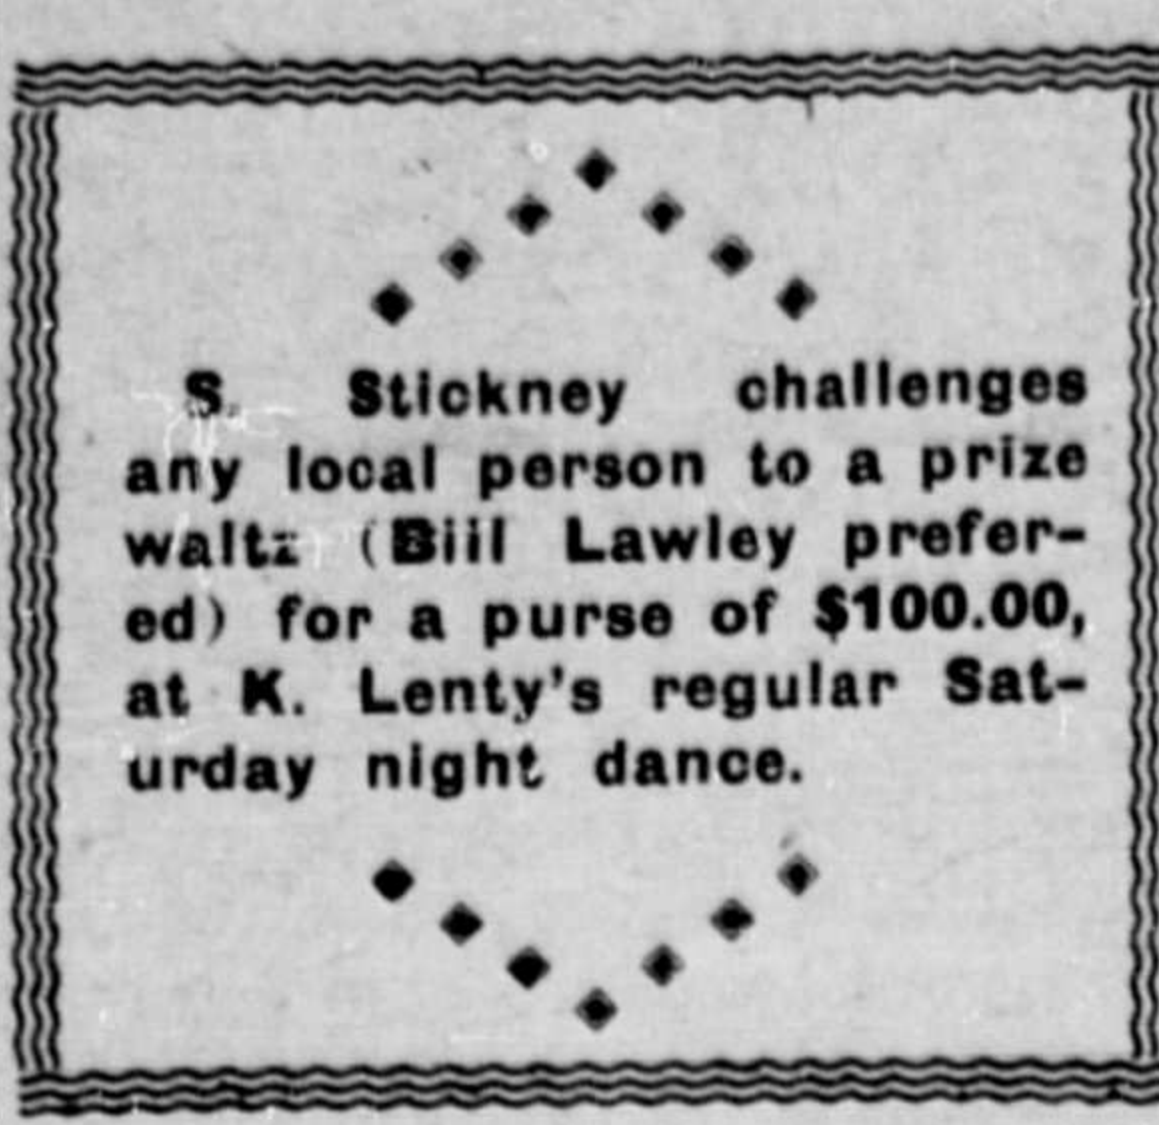 S. Stickney challenges
any local person to a prize
waltz (Biil Lawley prefer-
ed) for a purse of $100.00,
at K. Lenty's regular Sat-
urday night dance.